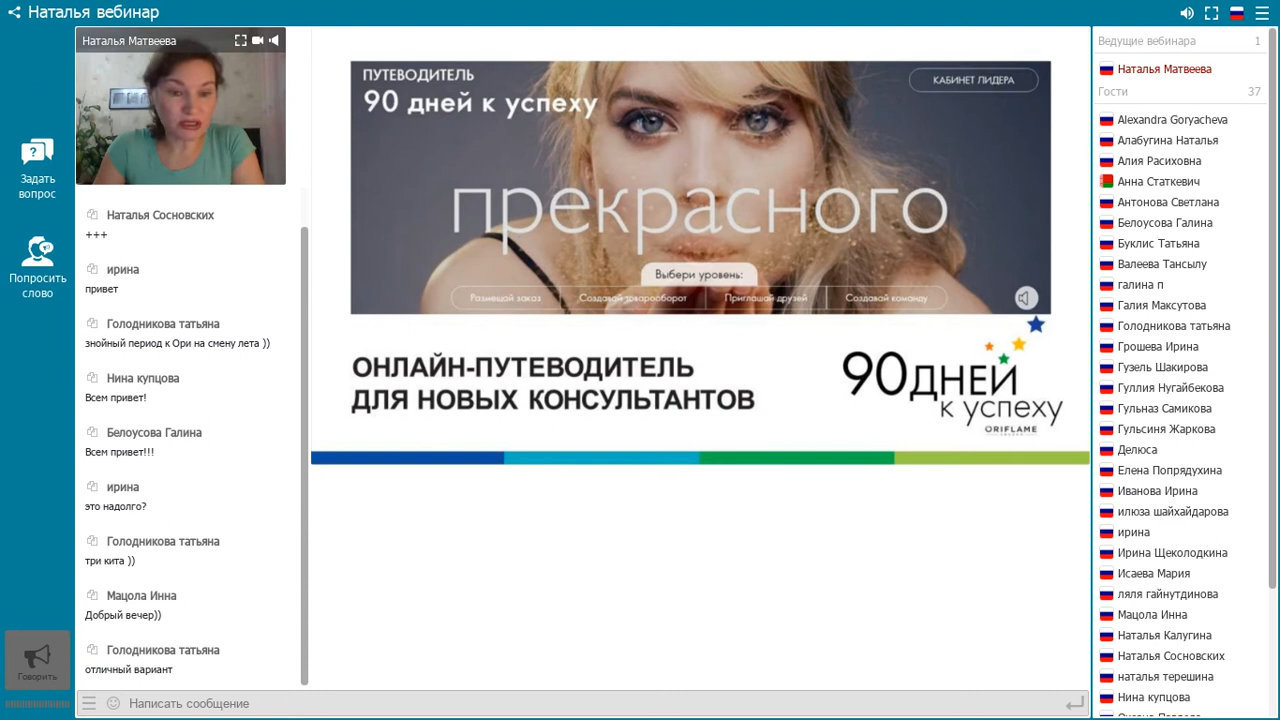 Наталья вебинар
Наталья Матвеева
Задать
вопрос
Попросить
слово
Говорить
Наталья Сосновских
+++
ирина
привет
Голодникова татьяна
знойный период к Ори на смену лета ))
Нина купцова
Всем привет!
Белоусова Галина
Всем привет!!!
ирина
это надолго?
Голодникова татьяна
три кита ))
Мацола Инна
Добрый вечер))
Голодникова татьяна
отличный вариант
Написать сообщение
ПУТЕВОДИТЕЛЬ
90 дней к успеху
КАБИНЕТ ЛИДЕРА
прекрасного
Выбери уровень:
Размещай заказ
Создавай товарооборот
Приглашай друзей
Создавай команду
ОНЛАЙН-ПУТЕВОДИТЕЛЬ
ДЛЯ НОВЫХ КОНСУЛЬТАНТОВ
90 ДНЕЙ
к успеху
ORIFLAME
Ведущие вебинара 1
Наталья Матвеева
Гости 37
Alexandra Goryacheva
Алабугина Наталья
Алия Расиховна
Анна Статкевич
Антонова Светлана
Белоусова Галина
Буклис Татьяна
Валеева Тансылу
галина п
Галия Максутова
Голодникова татьяна
Грошева Ирина
Гузель Шакирова
Гуллия Нугайбекова
Гульназ Самикова
Гульсиня Жаркова
Делюса
Елена Попрядухина
Иванова Ирина
илюза шайхайдарова
ирина
Ирина Щеколодкина
Исаева Мария
ляля гайнутдинова
Мацола Инна
Наталья Калугина
Наталья Сосновских
наталья терешина
Нина купцова